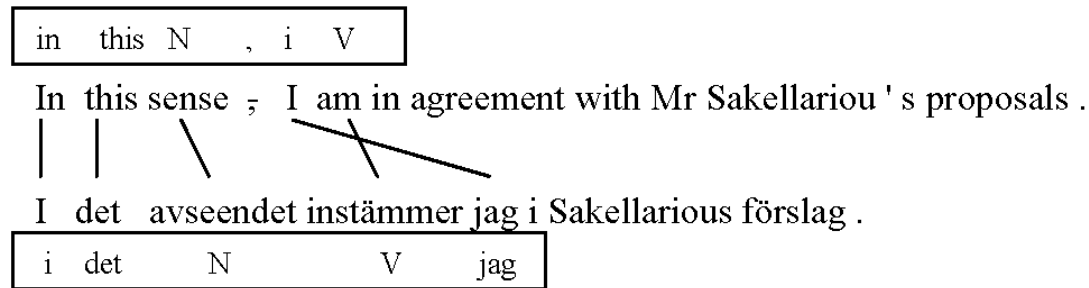 in this N , i V
In this sense , I am in agreement with Mr Sakellariou ' s proposals .
I det avseendet instämmer jag i Sakellarious förslag .
i det N V jag